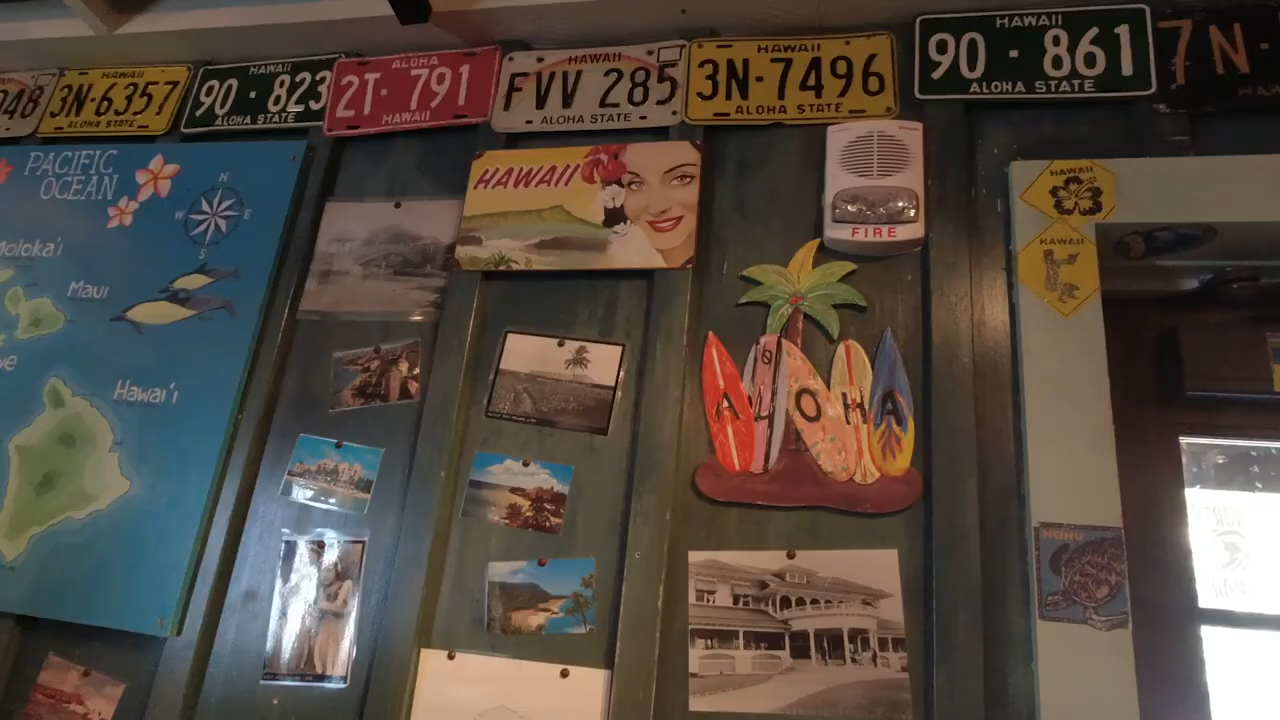 HAWAII
3N-6357
ALOHA STATE
HAWAII
90·823
ALOHA STATE
ALOHA
2T·791
HAWAII
HAWAII
FVV 285
ALOHA STATE
HAWAII
3N-7496
ALOHA STATE
HAWAII
90·861
ALOHA STATE
7N-
PACIFIC
OCEAN
N
W
E
S
Moloka'i
Maui
Hawai'i
HAWAII
FIRE
ALOHA
HAWAII
HAWAII
HONU